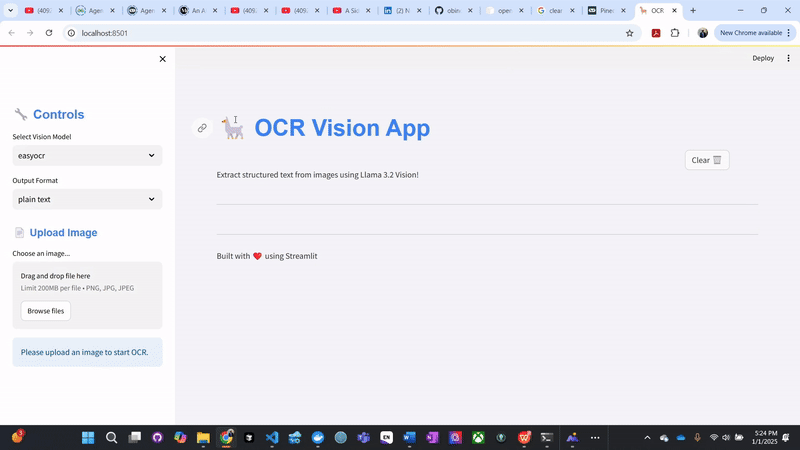 (409
Agen
Agen
An A
(409
(409
A Sid
(2) N
obin
open
clear
Pine
OCR
localhost:8501
New Chrome available
Deploy
Controls
Select Vision Model
easyocr
Output Format
plain text
Upload Image
Choose an image...
Drag and drop file here
Limit 200MB per file • PNG, JPG, JPEG
Browse files
Please upload an image to start OCR.
OCR Vision App
Clear
Extract structured text from images using Llama 3.2 Vision!
Built with ❤️ using Streamlit
5:24 PM
1/1/2025